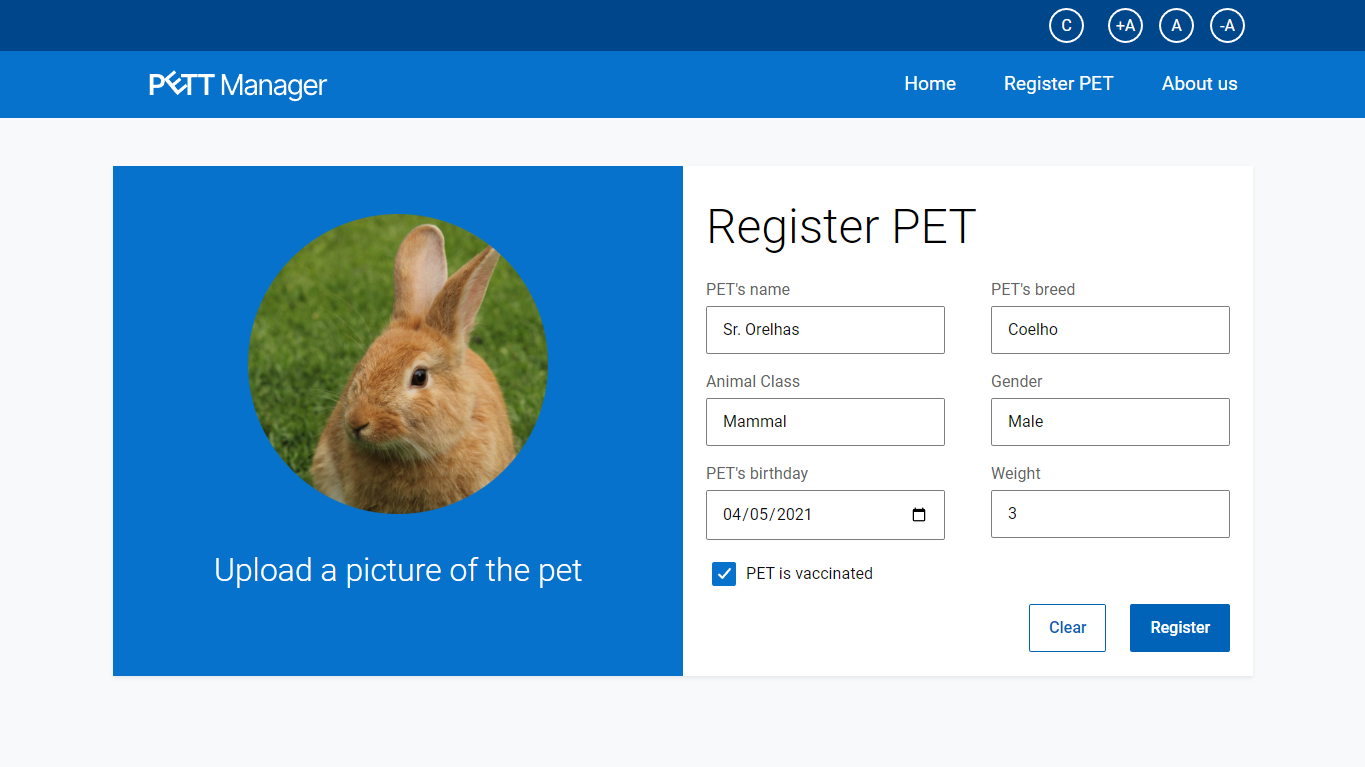 C +A A -A
PETT Manager Home Register PET About us
Upload a picture of the pet
Register PET
PET's name PET's breed
Sr. Orelhas Coelho
Animal Class Gender
Mammal Male
PET's birthday Weight
04/05/2021 3
PET is vaccinated
Clear Register